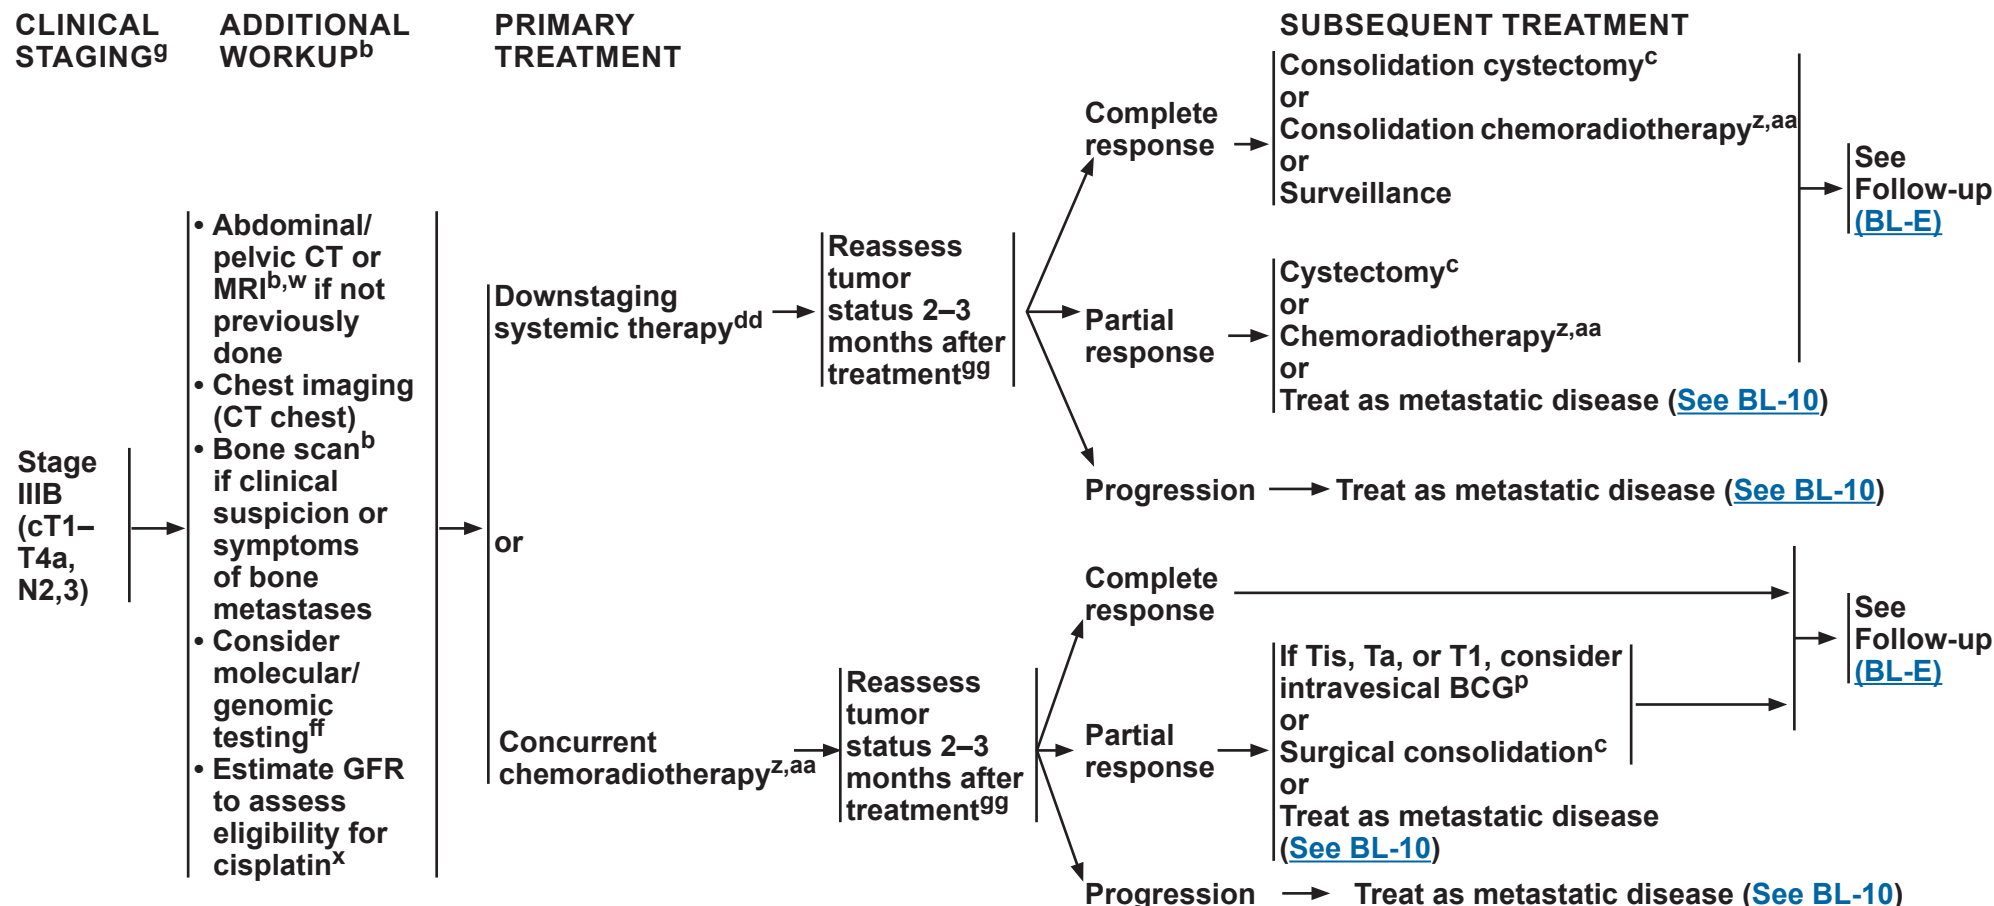 CLINICAL
STAGINGg
ADDITIONAL
WORKUPb
PRIMARY
TREATMENT
SUBSEQUENT TREATMENT
Stage
IIIB
(cT1–
T4a,
N2,3)
• Abdominal/
pelvic CT or
MRIb,w if not
previously
done
• Chest imaging
(CT chest)
• Bone scanb
if clinical
suspicion or
symptoms
of bone
metastases
• Consider
molecular/
genomic
testingff
• Estimate GFR
to assess
eligibility for
cisplatinx
Downstaging
systemic therapydd
or
Concurrent
chemoradiotherapyz,aa
Reassess
tumor
status 2–3
months after
treatmentgg
Complete
response
Consolidation cystectomyc
or
Consolidation chemoradiotherapyz,aa
or
Surveillance
Partial
response
Cystectomyc
or
Chemoradiotherapyz,aa
or
Treat as metastatic disease (See BL-10)
See
Follow-up
(BL-E)
Progression
Treat as metastatic disease (See BL-10)
Reassess
tumor
status 2–3
months after
treatmentgg
Complete
response
Partial
response
If Tis, Ta, or T1, consider
intravesical BCGp
or
Surgical consolidationc
or
Treat as metastatic disease
(See BL-10)
See
Follow-up
(BL-E)
Progression
Treat as metastatic disease (See BL-10)